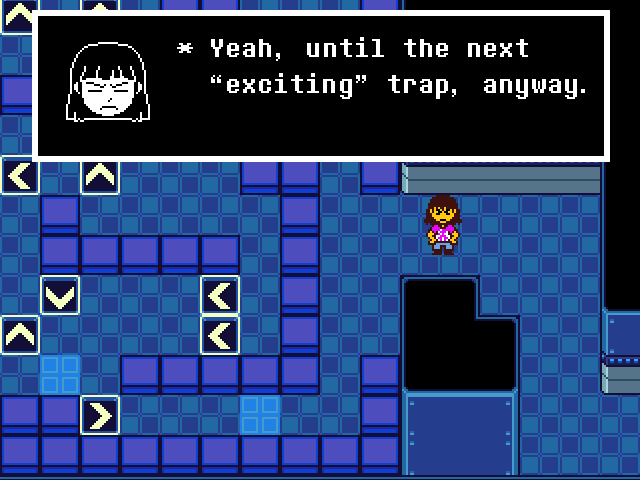 * Yeah, until the next
“exciting” trap, anyway.